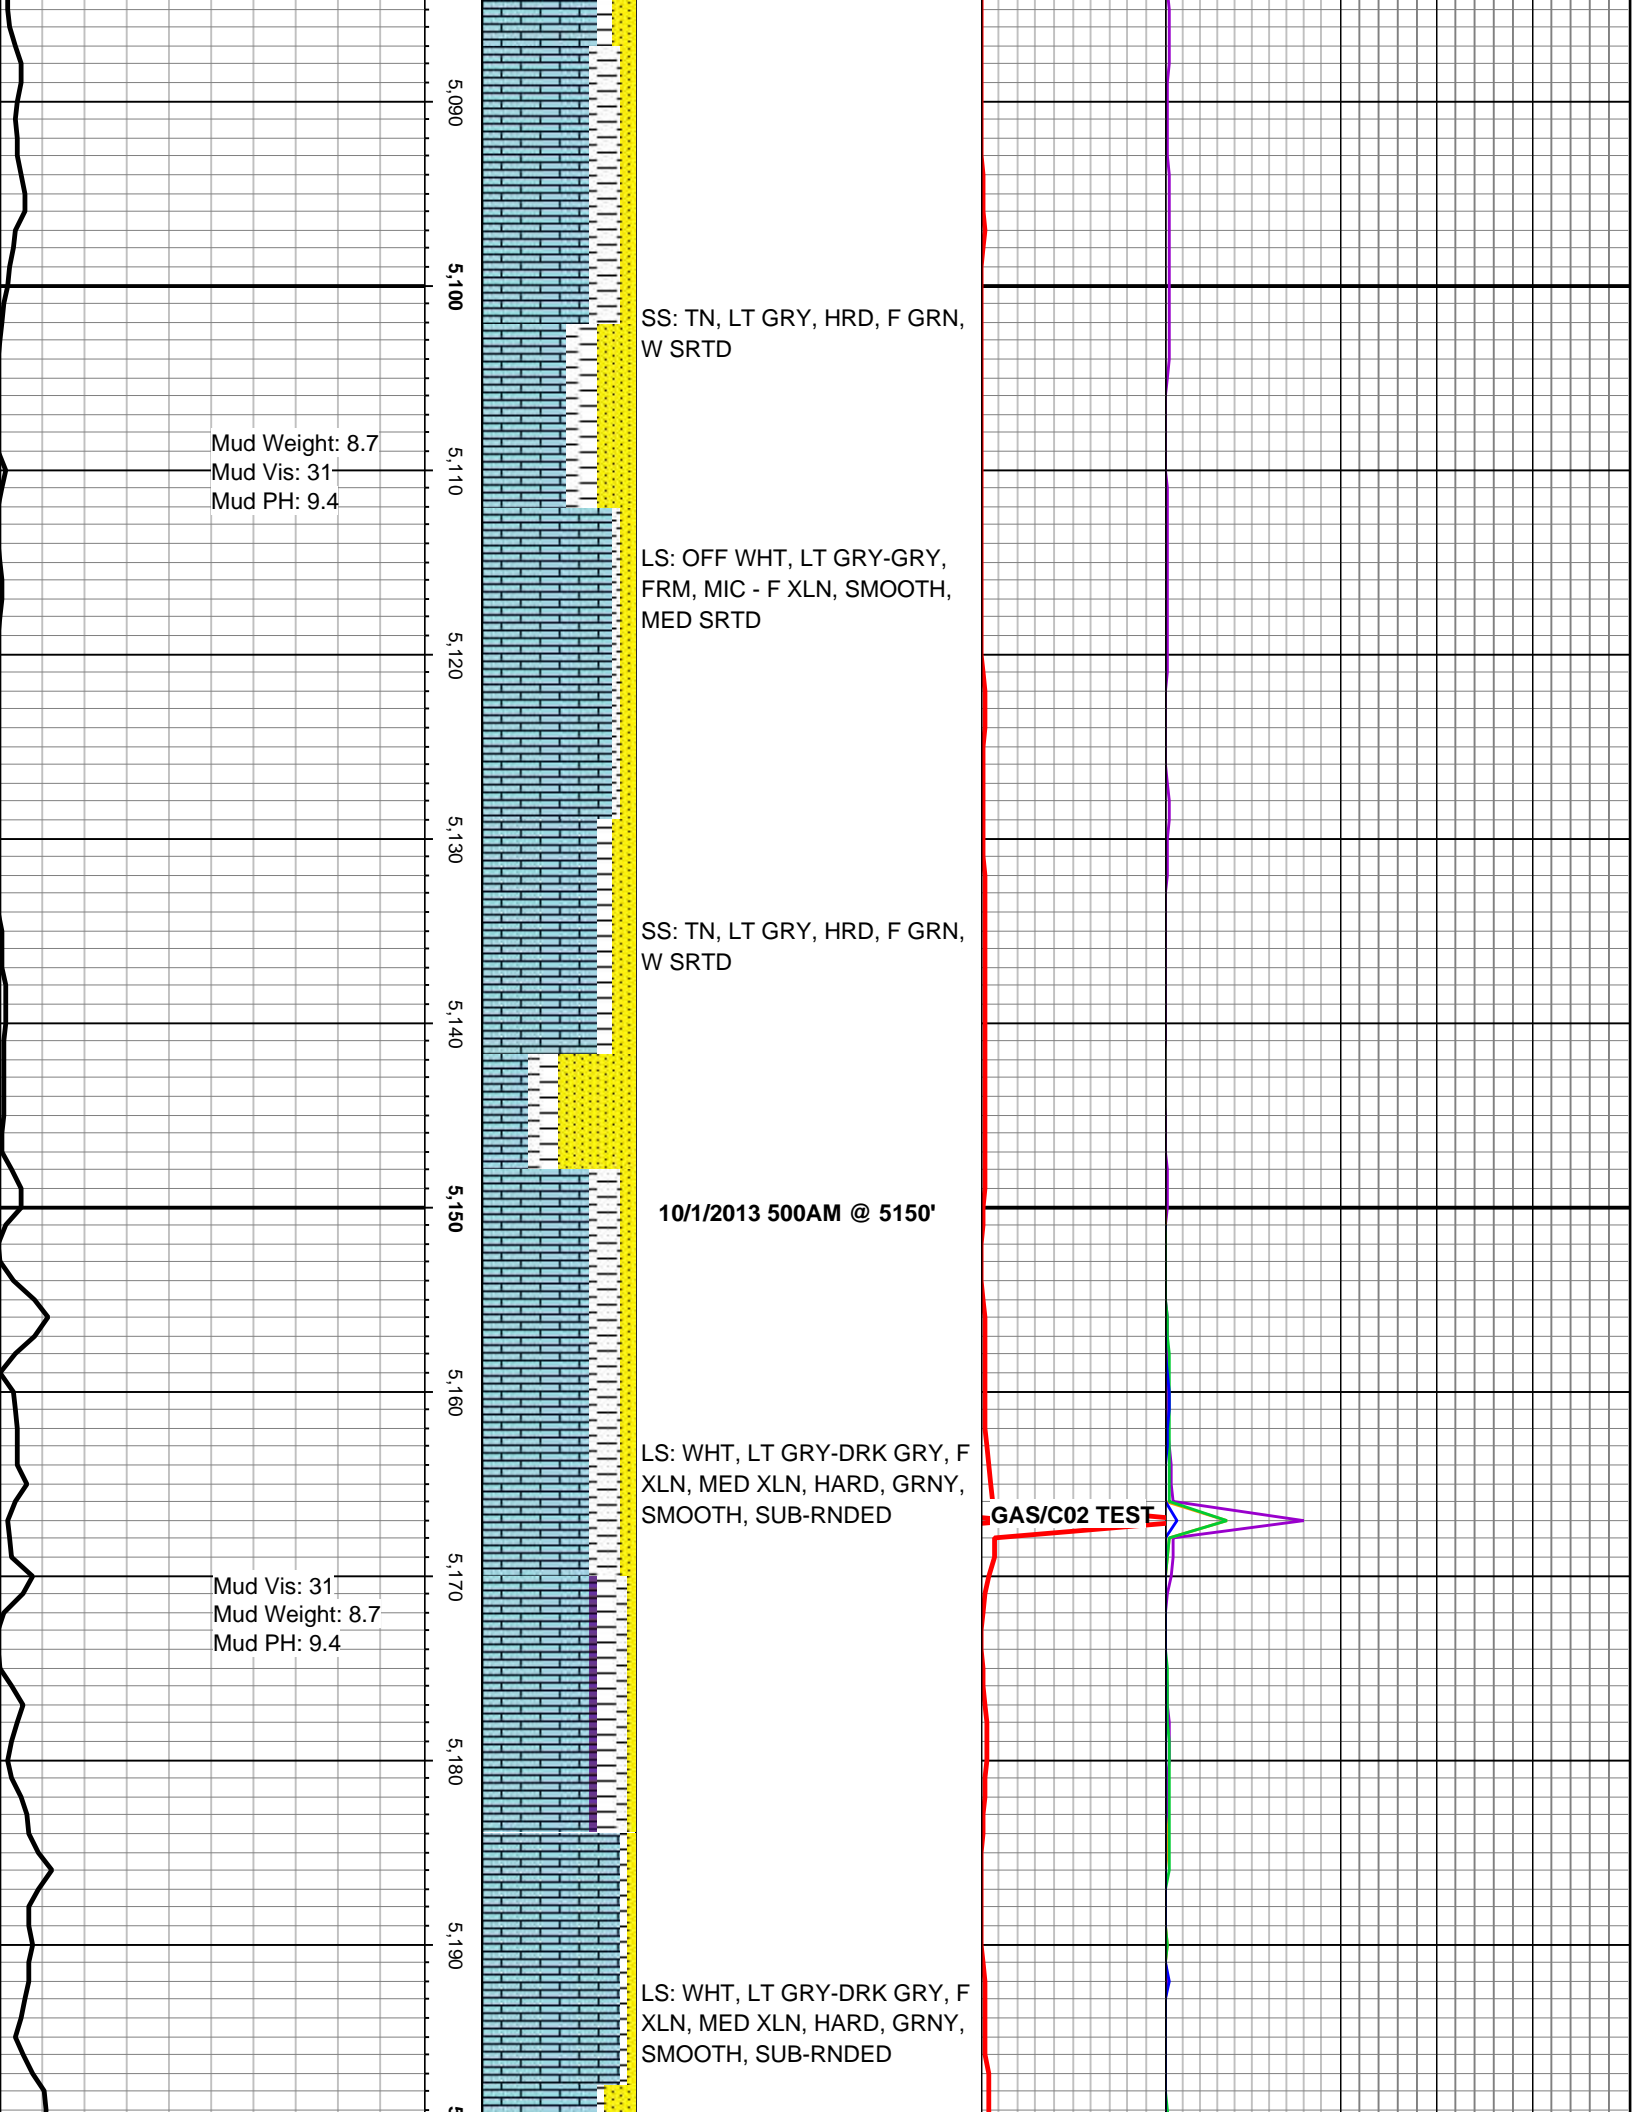 5,090
5,100
SS: TN, LT GRY, HRD, F GRN,
W SRTD
Mud Weight: 8.7
Mud Vis: 31
Mud PH: 9.4
5,110
LS: OFF WHT, LT GRY-GRY,
FRM, MIC - F XLN, SMOOTH,
MED SRTD
5,120
5,130
SS: TN, LT GRY, HRD, F GRN,
W SRTD
5,140
5,150
10/1/2013 500AM @ 5150'
5,160
LS: WHT, LT GRY-DRK GRY, F
XLN, MED XLN, HARD, GRNY,
SMOOTH, SUB-RNDED
GAS/C02 TEST
5,170
Mud Vis: 31
Mud Weight: 8.7
Mud PH: 9.4
5,180
5,190
LS: WHT, LT GRY-DRK GRY, F
XLN, MED XLN, HARD, GRNY,
SMOOTH, SUB-RNDED